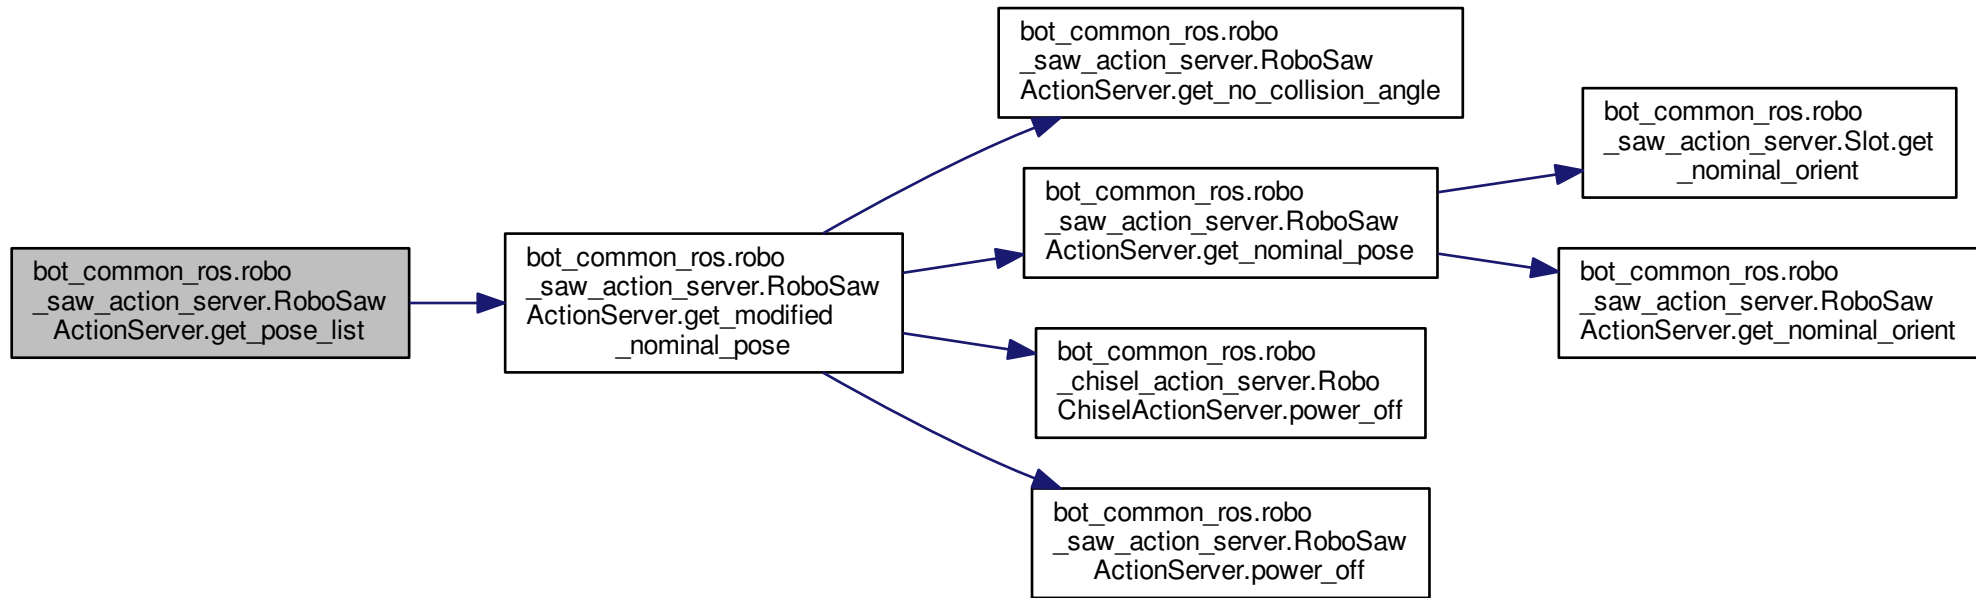 bot_common_ros.robo
_saw_action_server.RoboSaw
ActionServer.get_pose_list
bot_common_ros.robo
_saw_action_server.RoboSaw
ActionServer.get_modified
_nominal_pose
bot_common_ros.robo
_saw_action_server.RoboSaw
ActionServer.get_no_collision_angle
bot_common_ros.robo
_saw_action_server.RoboSaw
ActionServer.get_nominal_pose
bot_common_ros.robo
_chisel_action_server.Robo
ChiselActionServer.power_off
bot_common_ros.robo
_saw_action_server.RoboSaw
ActionServer.power_off
bot_common_ros.robo
_saw_action_server.Slot.get
_nominal_orient
bot_common_ros.robo
_saw_action_server.RoboSaw
ActionServer.get_nominal_orient